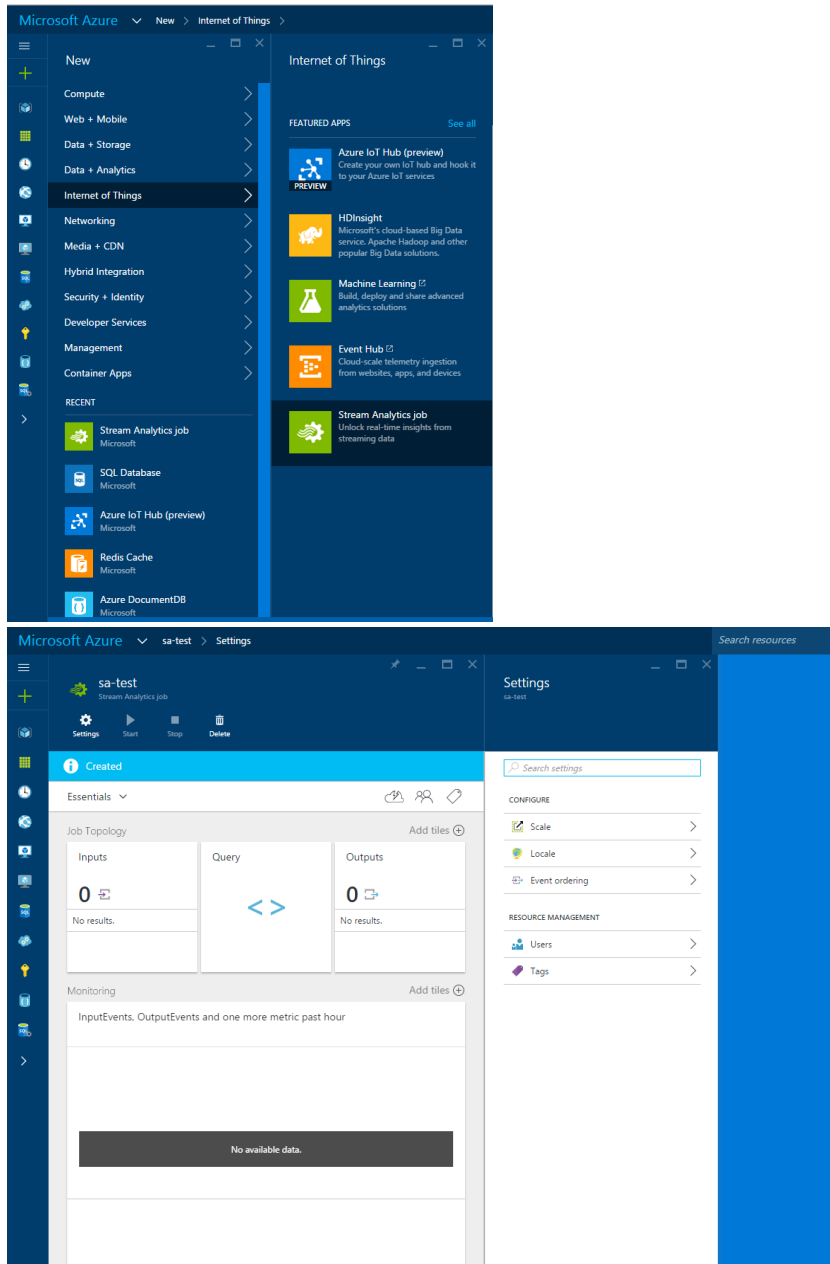 Microsoft Azure New > Internet of Things >
New
Compute
Web + Mobile
Data + Storage
Data + Analytics
Internet of Things
Networking
Media + CDN
Hybrid Integration
Security + Identity
Developer Services
Management
Container Apps
RECENT
Stream Analytics job
Microsoft
SQL Database
Microsoft
Azure IoT Hub (preview)
Microsoft
Redis Cache
Microsoft
Azure DocumentDB
Microsoft
Internet of Things
FEATURED APPS See all
Azure IoT Hub (preview)
Create your own IoT hub and hook it
to your Azure IoT services
PREVIEW
HDInsight
Microsoft's cloud-based Big Data
service. Apache Hadoop and other
popular Big Data solutions.
Machine Learning
Build, deploy and share advanced
analytics solutions
Event Hub
Cloud-scale telemetry ingestion
from websites, apps, and devices
Stream Analytics job
Unlock real-time insights from
streaming data
Microsoft Azure sa-test > Settings Search resources
sa-test
Stream Analytics job
Settings Start Stop Delete
Created
Essentials
Job Topology Add tiles
Inputs
0
No results.
Query
< >
Outputs
0
No results.
Monitoring Add tiles
InputEvents, OutputEvents and one more metric past hour
No available data.
Settings
sa-test
Search settings
CONFIGURE
Scale
Locale
Event ordering
RESOURCE MANAGEMENT
Users
Tags